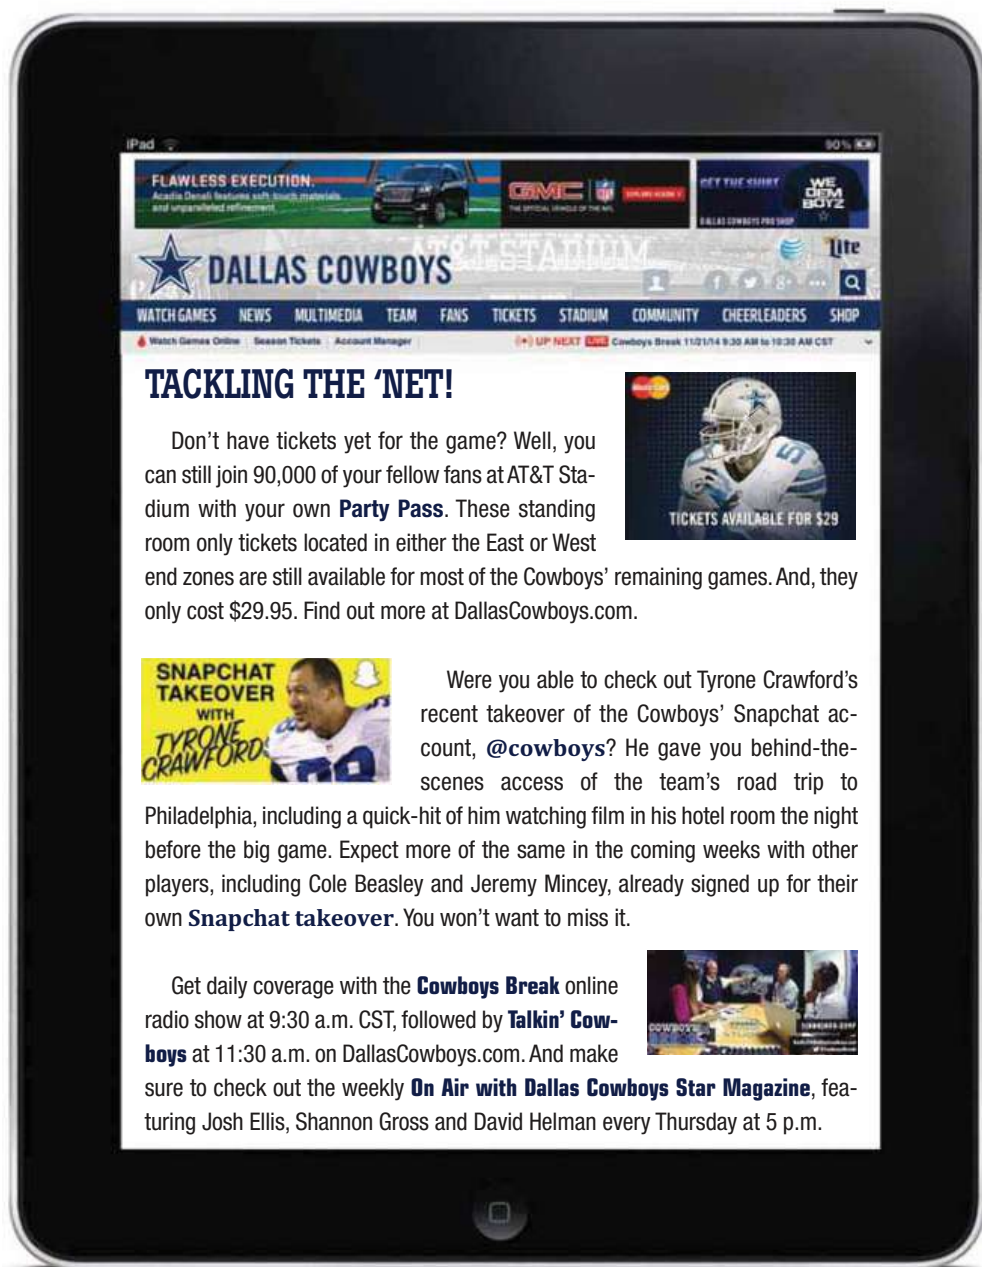 iPad
90%
FLAWLESS EXECUTION.
Acadia Denali features soft-touch materials
and unparalleled refinement.
GMC NFL
THE OFFICIAL VEHICLE OF THE NFL
GET THE SHIRT
WE
DEM
BOYZ
DALLAS COWBOYS PRO SHOP
AT&T STADIUM
DALLAS COWBOYS
Lite
WATCH GAMES NEWS MULTIMEDIA TEAM FANS TICKETS STADIUM COMMUNITY CHEERLEADERS SHOP
Watch Games Online Season Tickets Account Manager UP NEXT LIVE Cowboys Break 11/21/14 9:30 AM to 10:30 AM CST
TACKLING THE ‘NET!
MasterCard
TICKETS AVAILABLE FOR $29
Don’t have tickets yet for the game? Well, you
can still join 90,000 of your fellow fans at AT&T Sta-
dium with your own Party Pass. These standing
room only tickets located in either the East or West
end zones are still available for most of the Cowboys’ remaining games. And, they
only cost $29.95. Find out more at DallasCowboys.com.
SNAPCHAT
TAKEOVER
WITH
TYRONE
CRAWFORD
Were you able to check out Tyrone Crawford’s
recent takeover of the Cowboys’ Snapchat ac-
count, @cowboys? He gave you behind-the-
scenes access of the team’s road trip to
Philadelphia, including a quick-hit of him watching film in his hotel room the night
before the big game. Expect more of the same in the coming weeks with other
players, including Cole Beasley and Jeremy Mincey, already signed up for their
own Snapchat takeover. You won’t want to miss it.
COWBOYS
BREAK
Get daily coverage with the Cowboys Break online
radio show at 9:30 a.m. CST, followed by Talkin’ Cow-
boys at 11:30 a.m. on DallasCowboys.com. And make
sure to check out the weekly On Air with Dallas Cowboys Star Magazine, fea-
turing Josh Ellis, Shannon Gross and David Helman every Thursday at 5 p.m.